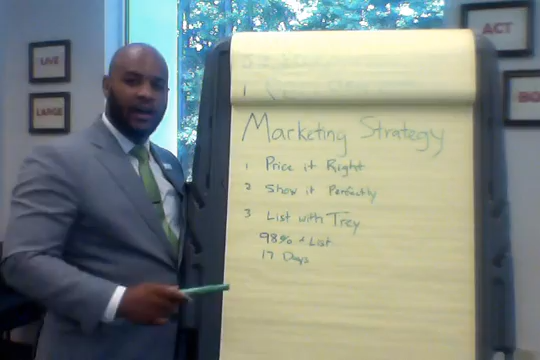 LIVE
LARGE
ACT
Marketing Strategy
1 Price it Right
2 Show it Perfectly
3 List with Trey
98% + List
17 Days